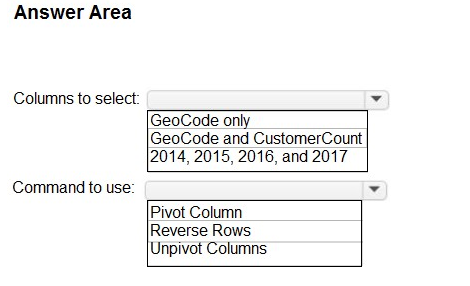 Answer Area
Columns to select:
GeoCode only
GeoCode and CustomerCount
2014, 2015, 2016, and 2017
Command to use:
Pivot Column
Reverse Rows
Unpivot Columns